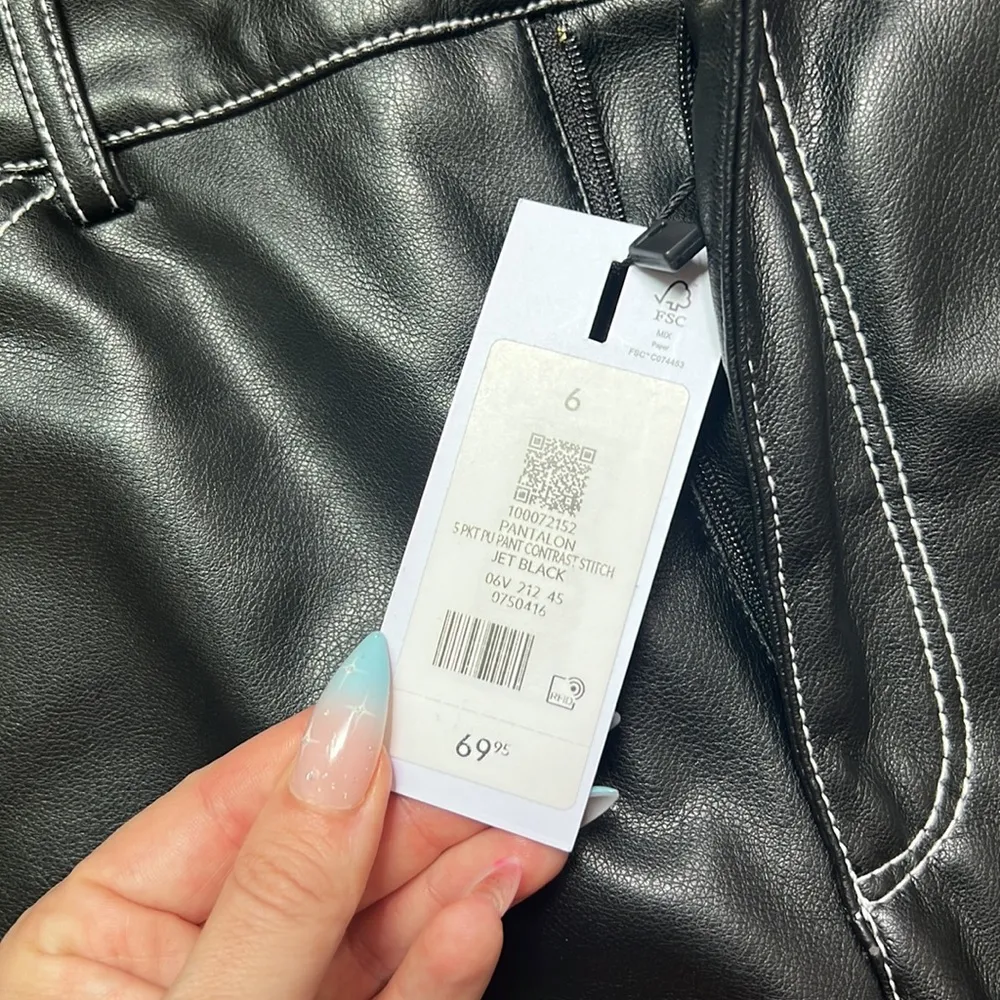 FSC
MIX
Paper
FSC® C074453
6
100072152
PANTALON
5 PKT PU PANT CONTRAST STITCH
JET BLACK
06V 212 45
0750416
RFID
69⁹⁵